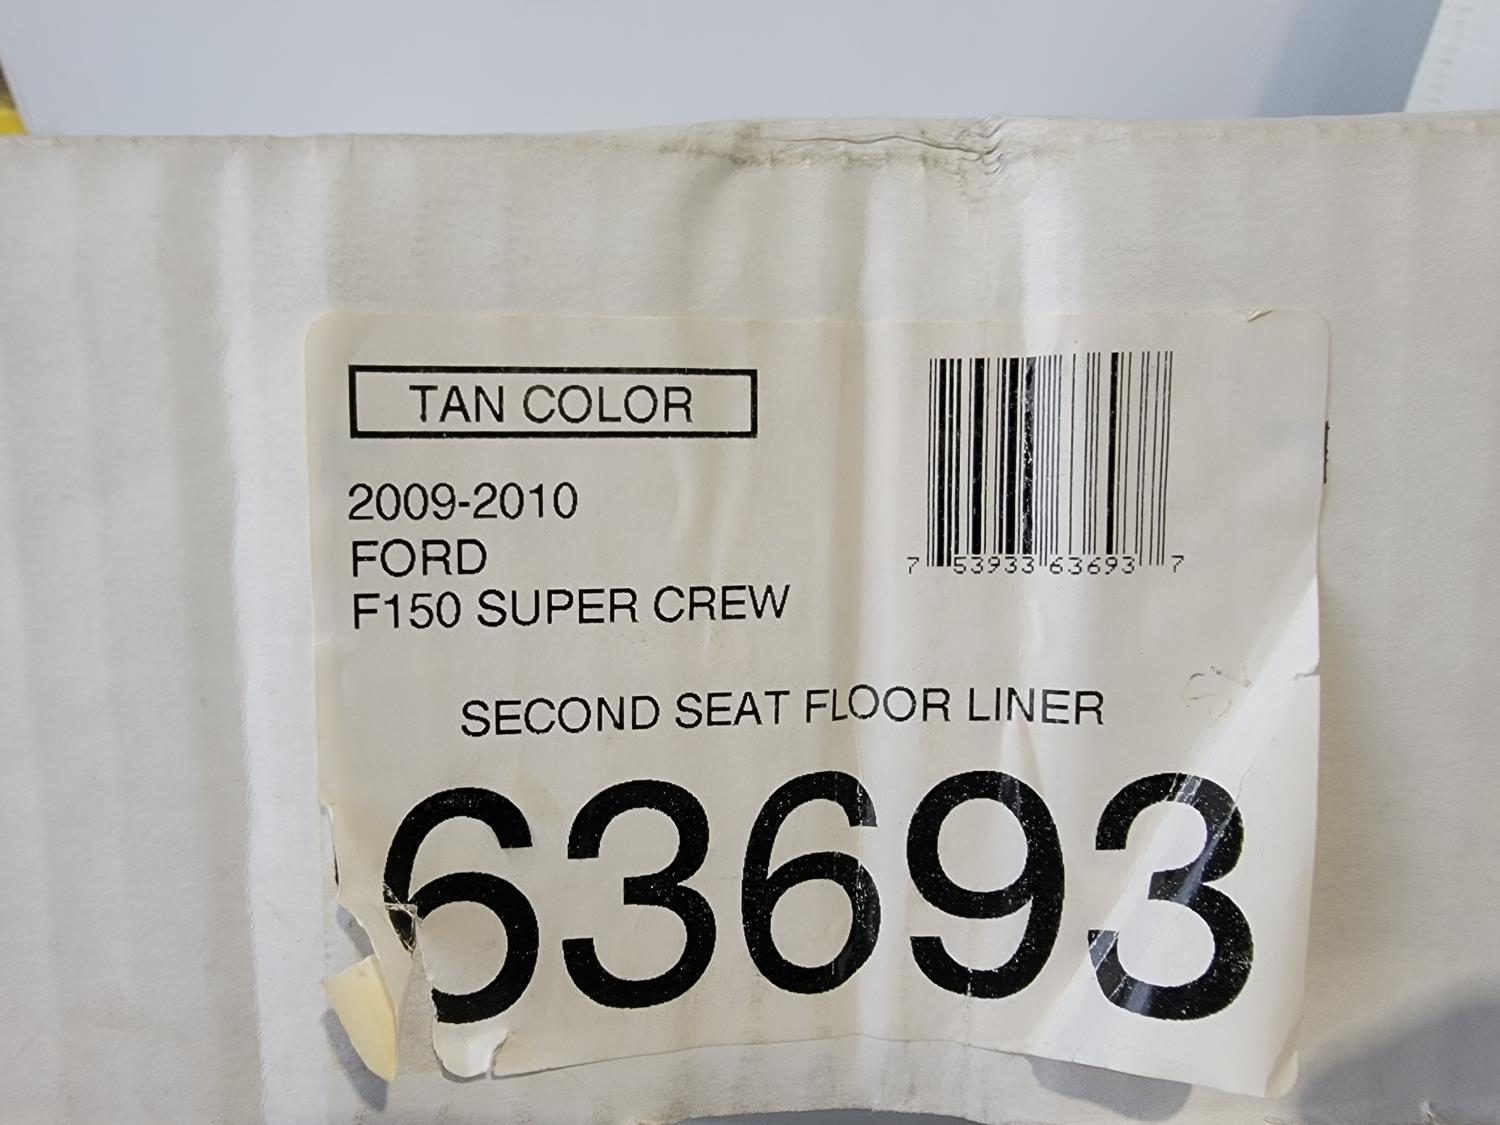 TAN COLOR
2009-2010
FORD
F150 SUPER CREW
7 53933 63693 7
SECOND SEAT FLOOR LINER
63693